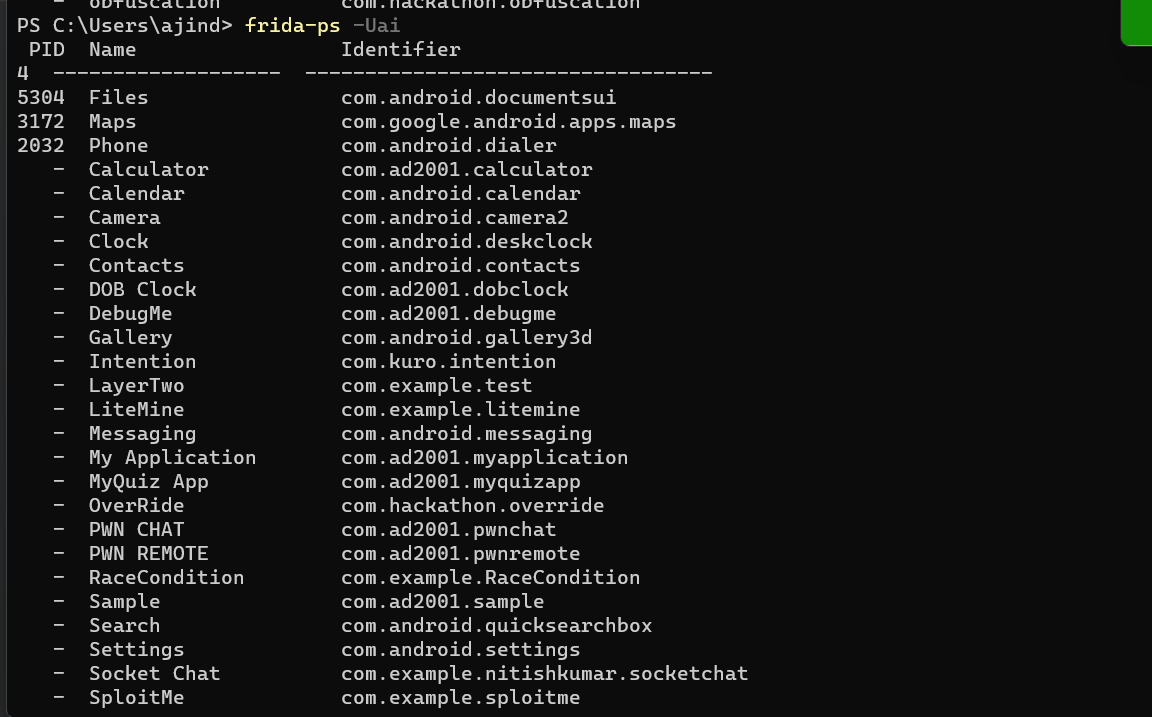 - obfuscation com.hackathon.obfuscation
PS C:\Users\ajind> frida-ps -Uai
PID Name Identifier
4 ------------------- ----------------------------------
5304 Files com.android.documentsui
3172 Maps com.google.android.apps.maps
2032 Phone com.android.dialer
- Calculator com.ad2001.calculator
- Calendar com.android.calendar
- Camera com.android.camera2
- Clock com.android.deskclock
- Contacts com.android.contacts
- DOB Clock com.ad2001.dobclock
- DebugMe com.ad2001.debugme
- Gallery com.android.gallery3d
- Intention com.kuro.intention
- LayerTwo com.example.test
- LiteMine com.example.litemine
- Messaging com.android.messaging
- My Application com.ad2001.myapplication
- MyQuiz App com.ad2001.myquizapp
- OverRide com.hackathon.override
- PWN CHAT com.ad2001.pwnchat
- PWN REMOTE com.ad2001.pwnremote
- RaceCondition com.example.RaceCondition
- Sample com.ad2001.sample
- Search com.android.quicksearchbox
- Settings com.android.settings
- Socket Chat com.example.nitishkumar.socketchat
- SploitMe com.example.sploitme